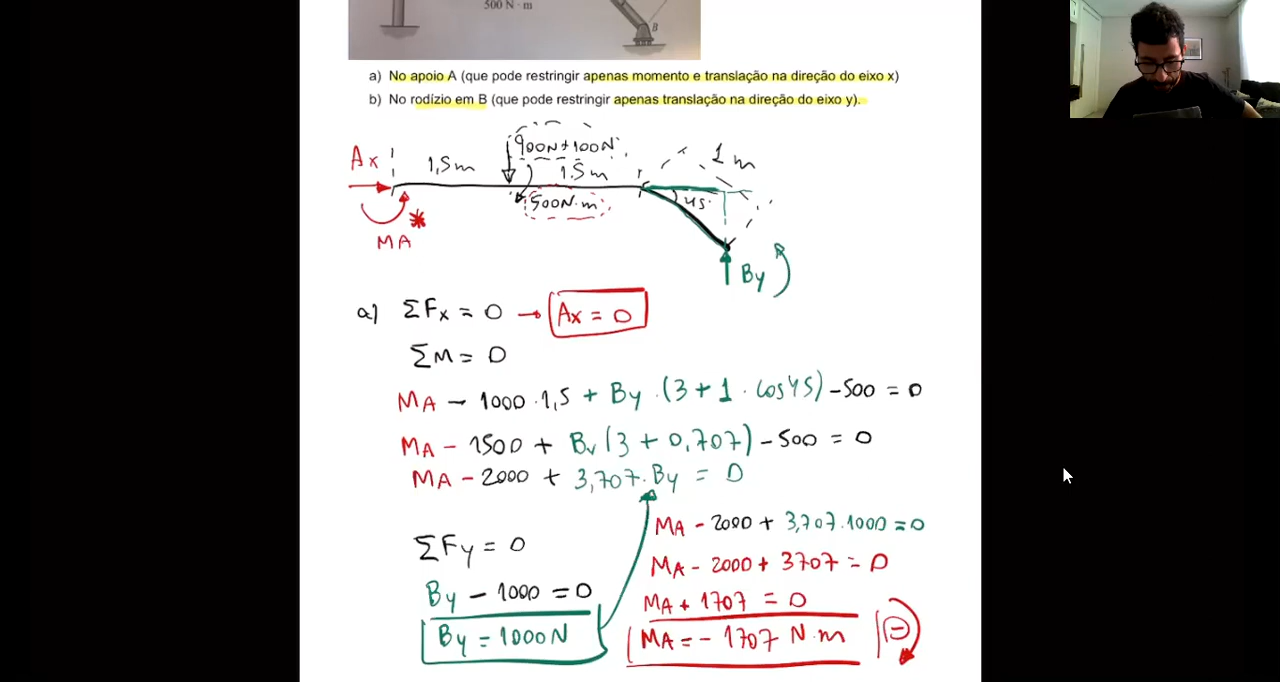 500 N · m
B
a) No apoio A (que pode restringir apenas momento e translação na direção do eixo x)
b) No rodízio em B (que pode restringir apenas translação na direção do eixo y).
900N+100N
Ax
1,5m
1.5m
1 m
500N.m
45°
MA
By
a) ΣFx = 0 → Ax = 0
ΣM = 0
MA - 1000 · 1,5 + By · (3 + 1 · cos45) - 500 = 0
MA - 1500 + By (3 + 0,707) - 500 = 0
MA - 2000 + 3,707 · By = 0
ΣFy = 0
By - 1000 = 0
By = 1000N
MA - 2000 + 3,707 . 1000 = 0
MA - 2000 + 3707 = 0
MA + 1707 = 0
MA = - 1707 N.m
(-)